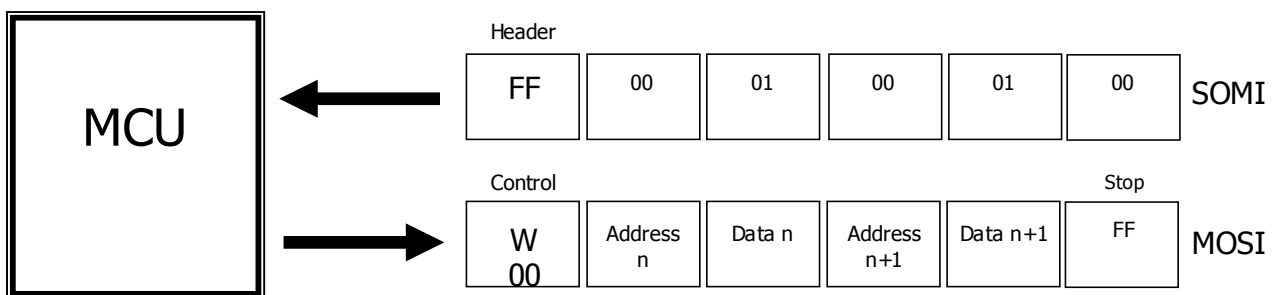 MCU
Header
FF
00
01
00
01
00
SOMI
Control
Stop
W
00
Address
n
Data n
Address
n+1
Data n+1
FF
MOSI